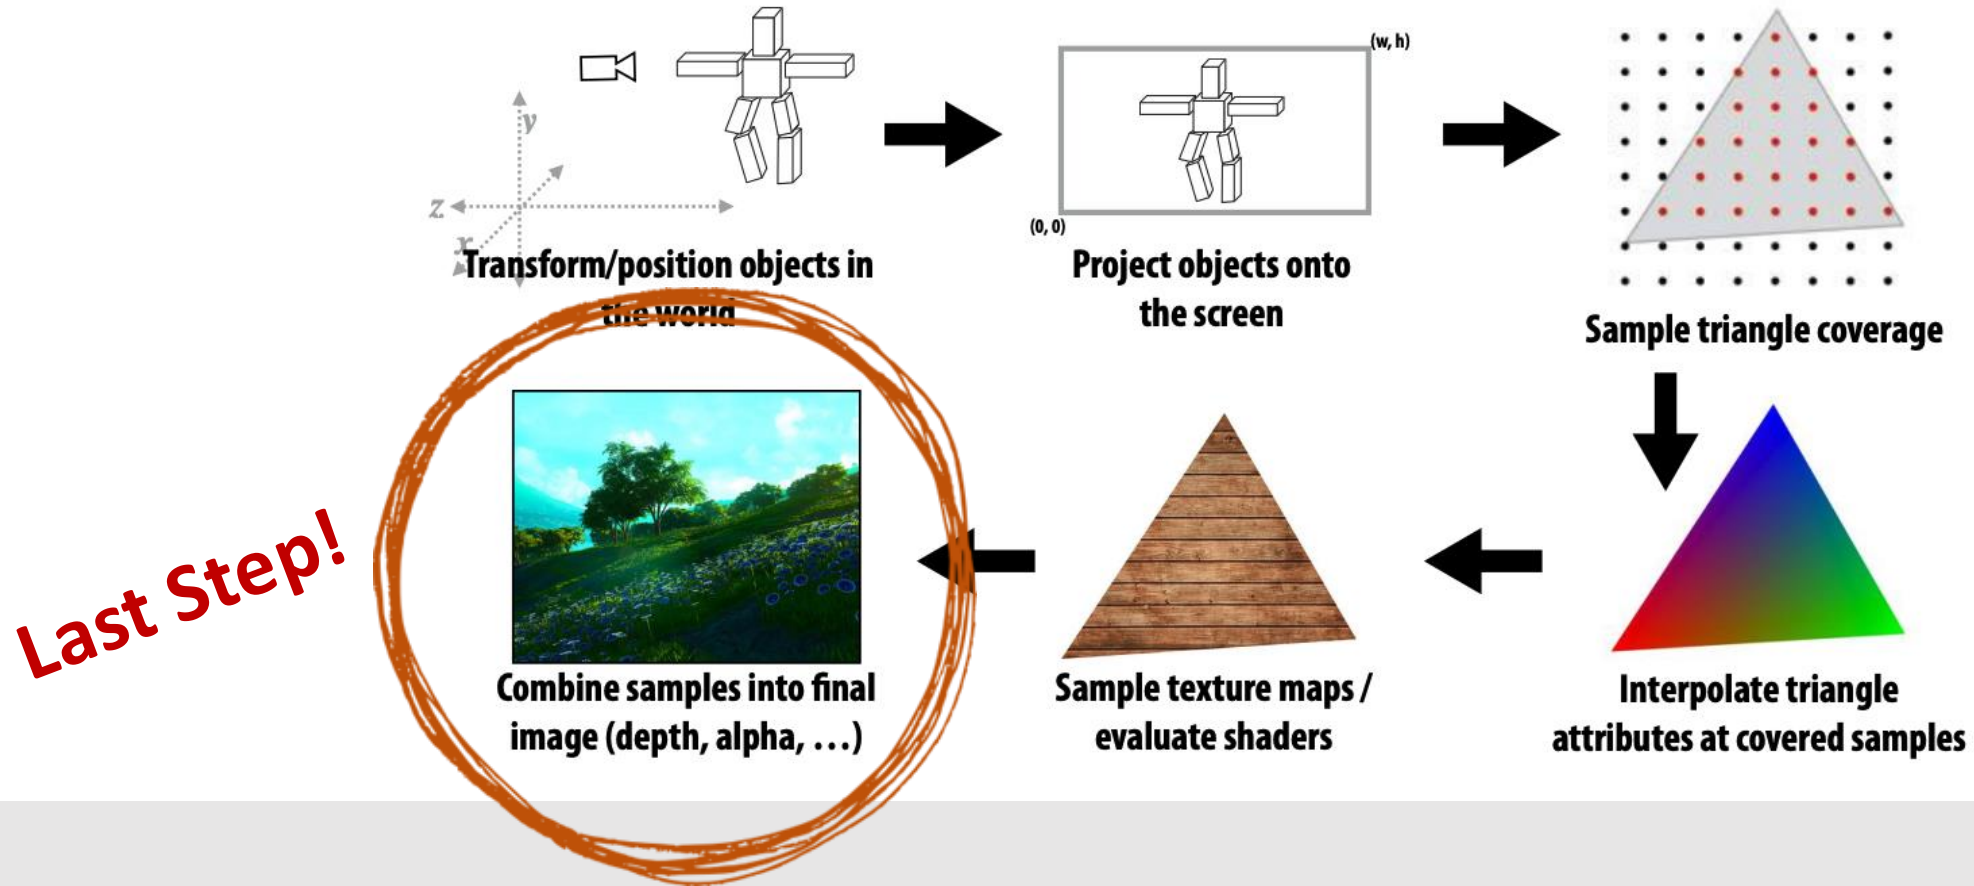 y
z
x
Transform/position objects in
the world
(w, h)
(0, 0)
Project objects onto
the screen
Sample triangle coverage
Interpolate triangle
attributes at covered samples
Sample texture maps /
evaluate shaders
Combine samples into final
image (depth, alpha, …)
Last Step!